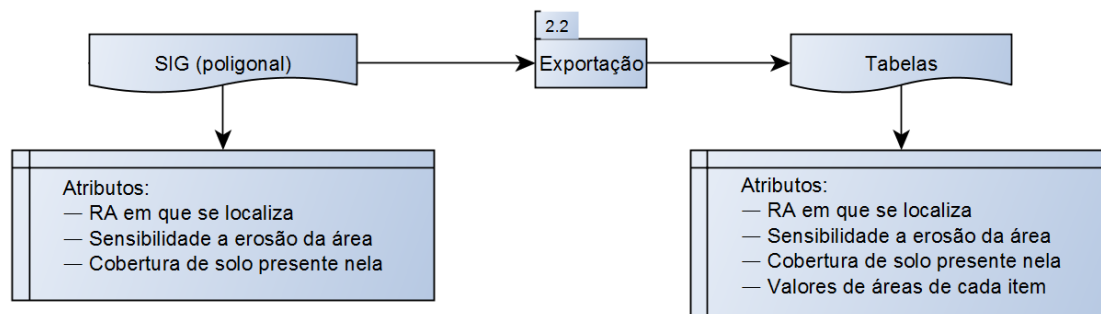 2.2
SIG (poligonal)
Exportação
Tabelas
Atributos:
— RA em que se localiza
— Sensibilidade a erosão da área
— Cobertura de solo presente nela
Atributos:
— RA em que se localiza
— Sensibilidade a erosão da área
— Cobertura de solo presente nela
— Valores de áreas de cada item